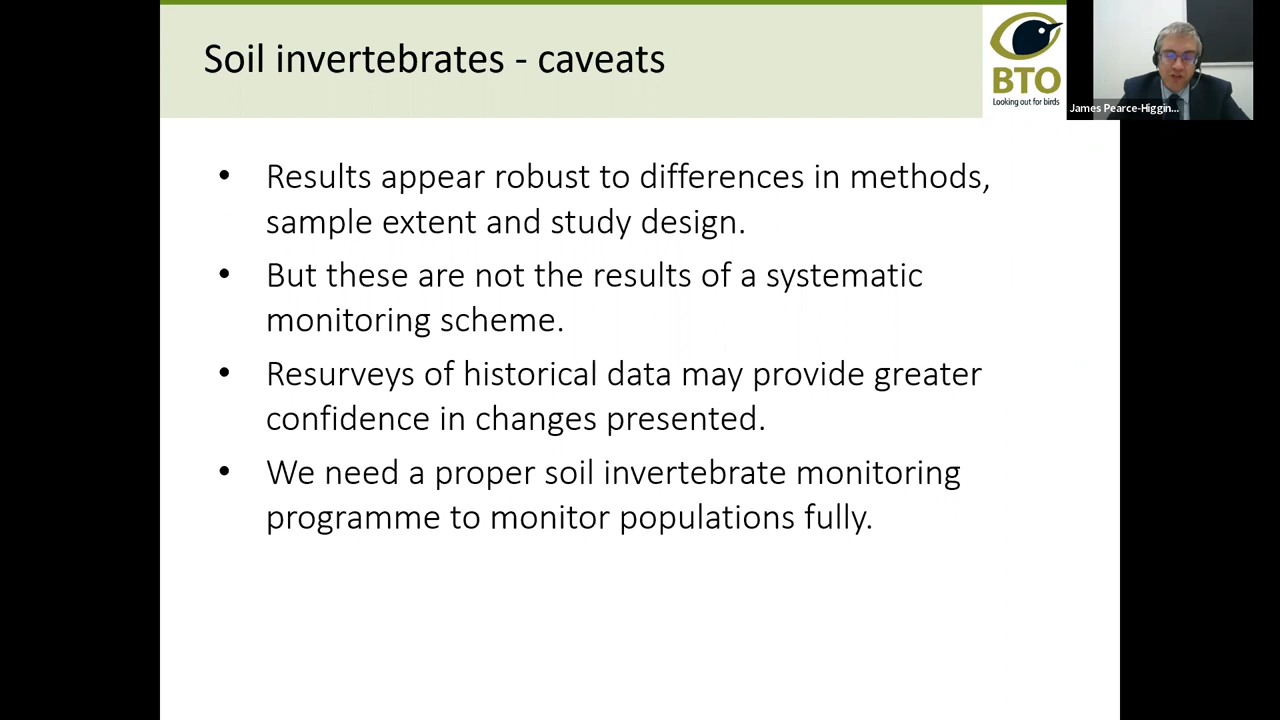 Soil invertebrates - caveats
BTO
Looking out for birds
James Pearce-Higgin...
• Results appear robust to differences in methods,
sample extent and study design.
• But these are not the results of a systematic
monitoring scheme.
• Resurveys of historical data may provide greater
confidence in changes presented.
• We need a proper soil invertebrate monitoring
programme to monitor populations fully.